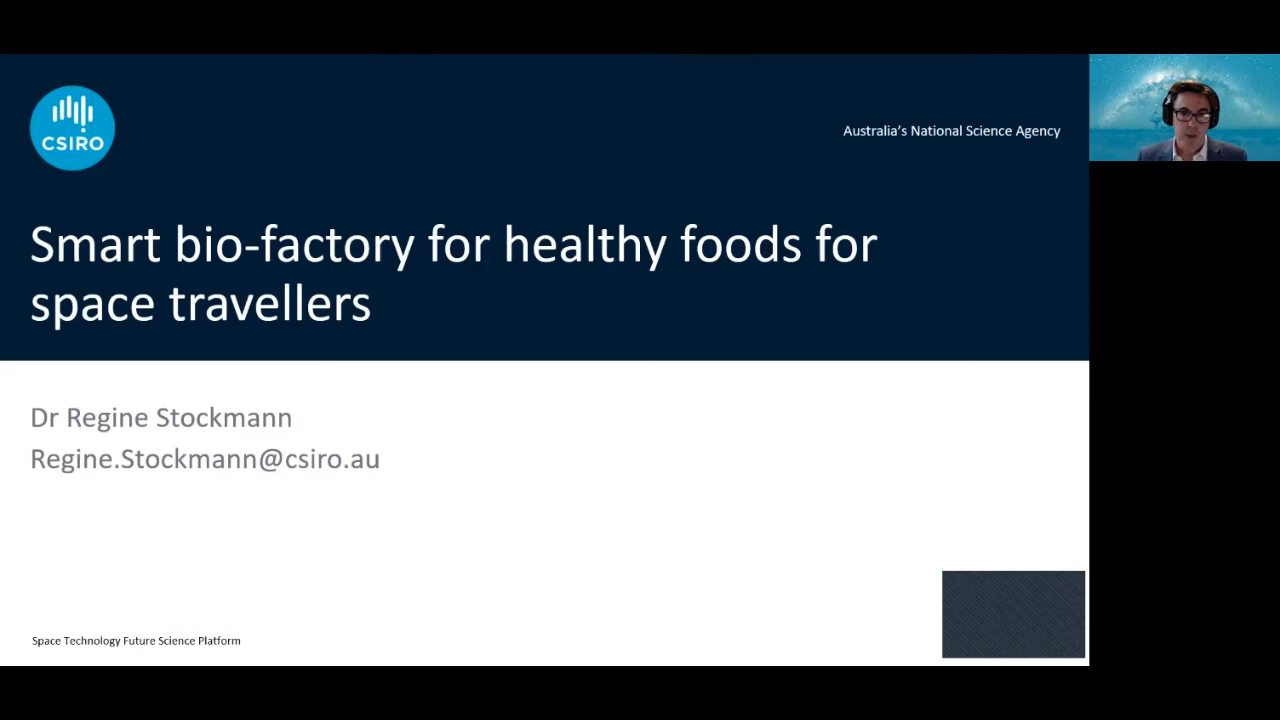 CSIRO
Australia's National Science Agency
Smart bio-factory for healthy foods for
space travellers
Dr Regine Stockmann
Regine.Stockmann@csiro.au
Space Technology Future Science Platform